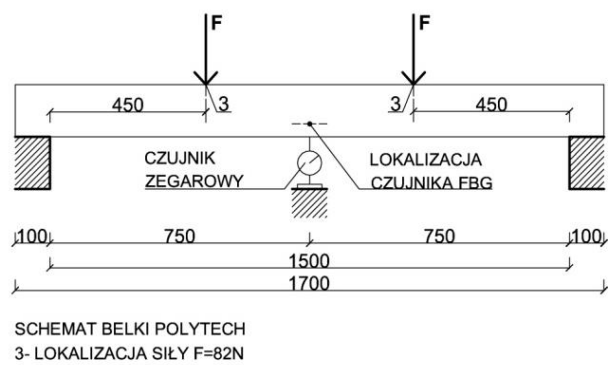 F F
450 3 3 450
CZUJNIK LOKALIZACJA
ZEGAROWY CZUJNIKA FBG
100 750 750 100
1500
1700
SCHEMAT BELKI POLYTECH
3- LOKALIZACJA SIŁY F=82N